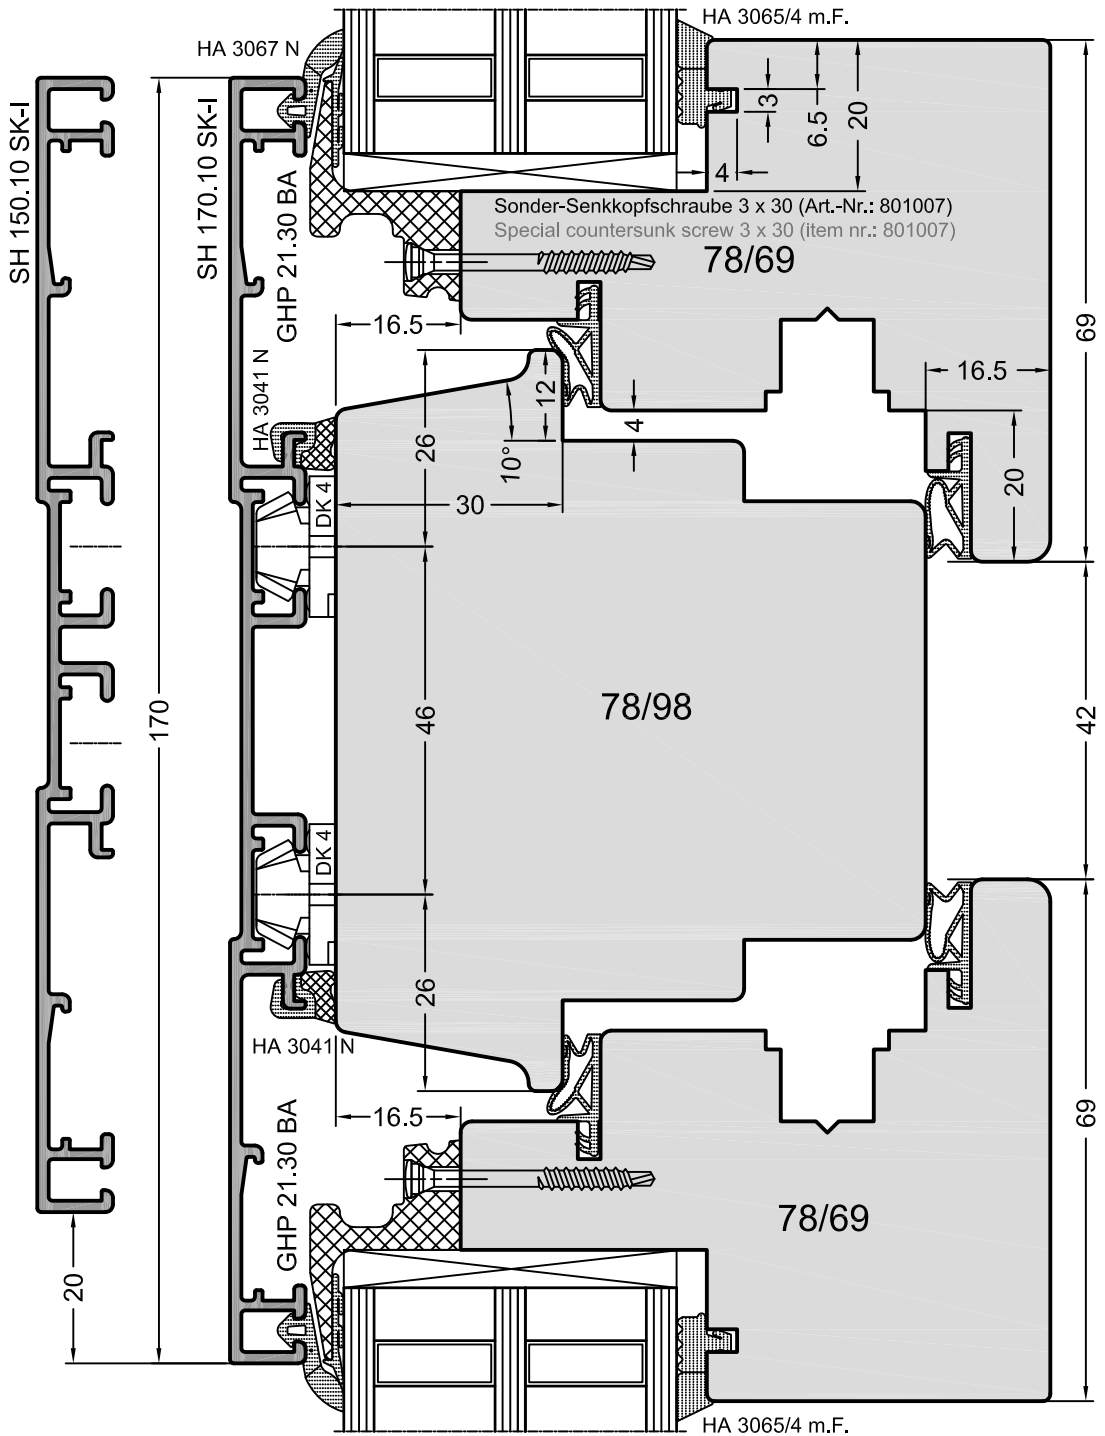 HA 3065/4 m.F.
HA 3067 N
SH 150.10 SK-I
SH 170.10 SK-I
GHP 21.30 BA
3
6.5
20
4
Sonder-Senkkopfschraube 3 x 30 (Art.-Nr.: 801007)
Special countersunk screw 3 x 30 (item nr.: 801007)
78/69
16.5
69
16.5
HA 3041 N
12
4
26
10°
20
30
DK 4
170
46
78/98
42
DK 4
26
HA 3041 N
16.5
69
GHP 21.30 BA
78/69
20
HA 3065/4 m.F.